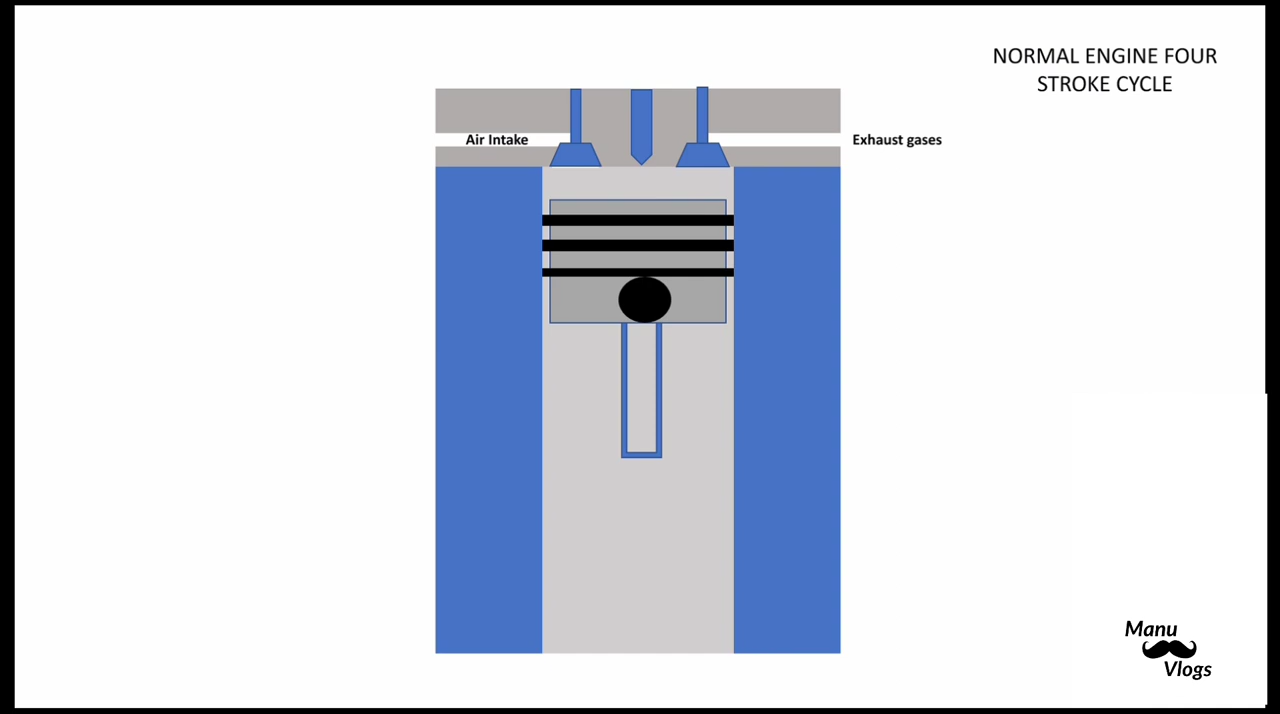 NORMAL ENGINE FOUR
STROKE CYCLE
Air Intake
Exhaust gases
Manu
Vlogs